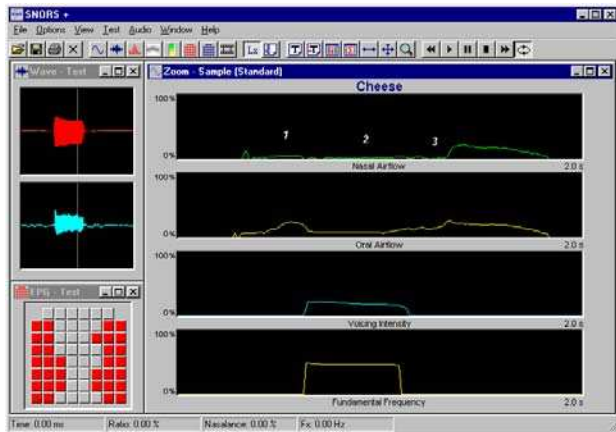 SNORS +
File Options View Test Audio Window Help
Lx
Wave - Test
Zoom - Sample (Standard)
Cheese
100%
1 2 3
0%
Nasal Airflow 2.0 s
100%
0%
Oral Airflow 2.0 s
100%
0%
Voicing Intensity 2.0 s
100%
0%
Fundamental Frequency 2.0 s
EPG - Test
Time: 0.00 ms Ratio: 0.00 % Nasalance: 0.00 % Fx: 0.00 Hz